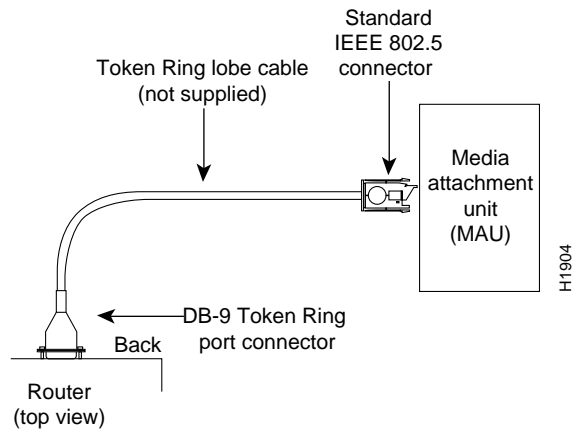 Standard
IEEE 802.5
connector
Token Ring lobe cable
(not supplied)
Media
attachment
unit
(MAU)
H1904
DB-9 Token Ring
port connector
Back
Router
(top view)